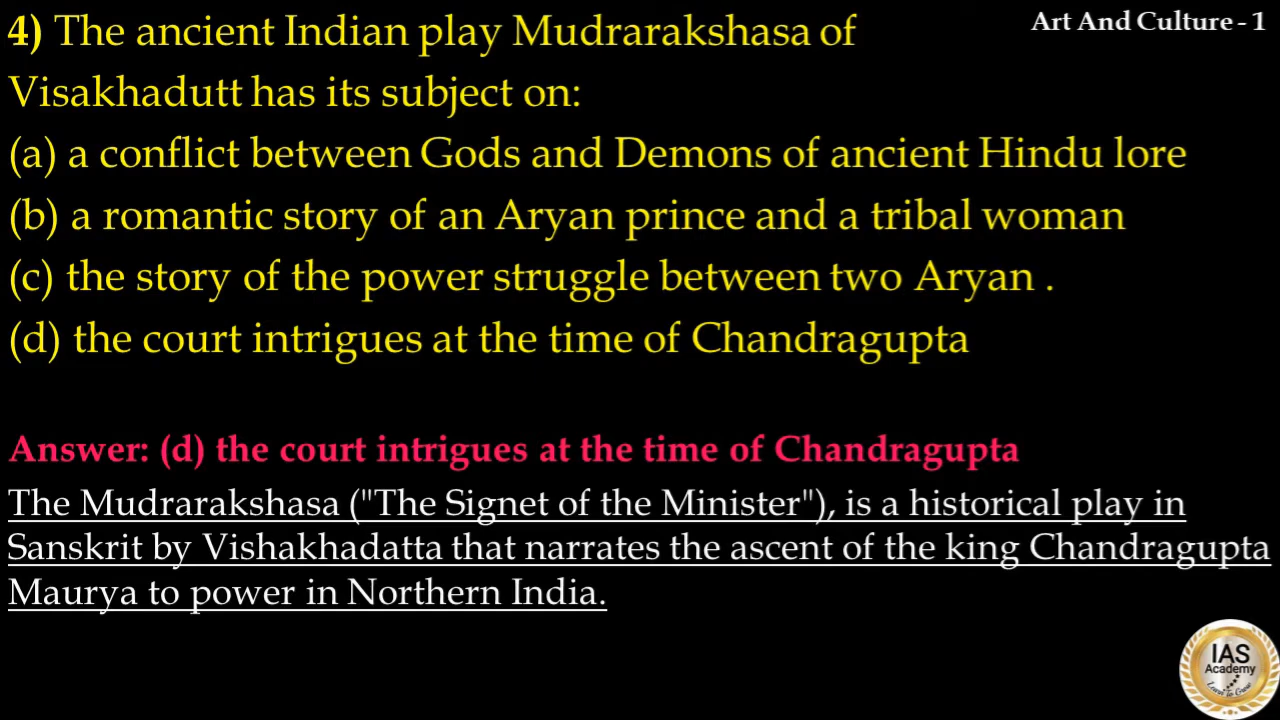 Art And Culture - 1
4) The ancient Indian play Mudrarakshasa of
Visakhadutt has its subject on:
(a) a conflict between Gods and Demons of ancient Hindu lore
(b) a romantic story of an Aryan prince and a tribal woman
(c) the story of the power struggle between two Aryan .
(d) the court intrigues at the time of Chandragupta
Answer: (d) the court intrigues at the time of Chandragupta
The Mudrarakshasa ("The Signet of the Minister"), is a historical play in
Sanskrit by Vishakhadatta that narrates the ascent of the king Chandragupta
Maurya to power in Northern India.
IAS
Academy
Learn To Grow